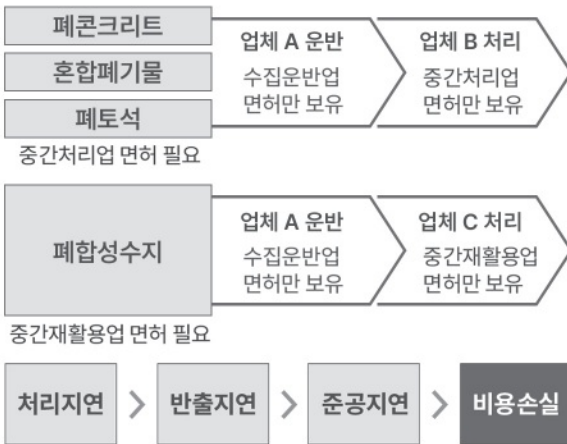 폐콘크리트
혼합폐기물
폐토석
중간처리업 면허 필요
업체 A 운반
수집운반업
면허만 보유
업체 B 처리
중간처리업
면허만 보유
폐합성수지
중간재활용업 면허 필요
업체 A 운반
수집운반업
면허만 보유
업체 C 처리
중간재활용업
면허만 보유
처리지연 > 반출지연 > 준공지연 > 비용손실